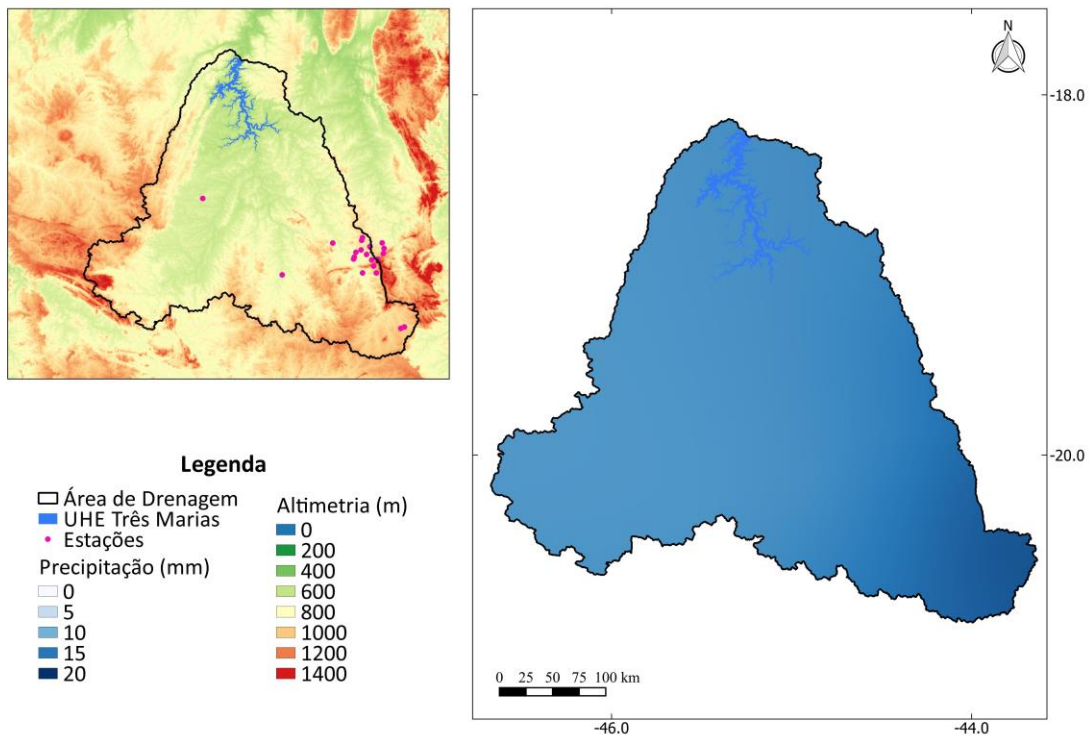 N
-18.0
-20.0
Legenda
Área de Drenagem
UHE Três Marias
Estações
Precipitação (mm)
0
5
10
15
20
Altimetria (m)
0
200
400
600
800
1000
1200
1400
0 25 50 75 100 km
-46.0 -44.0